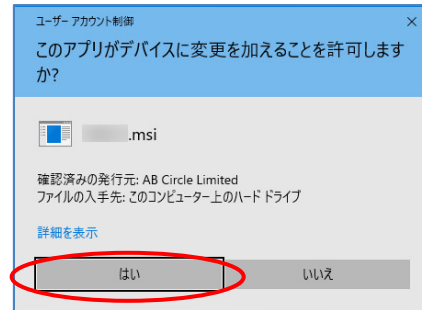 ユーザー アカウント制御
このアプリがデバイスに変更を加えることを許可します
か?
.msi
確認済みの発行元: AB Circle Limited
ファイルの入手先: このコンピューター上のハード ドライブ
詳細を表示
はい
いいえ